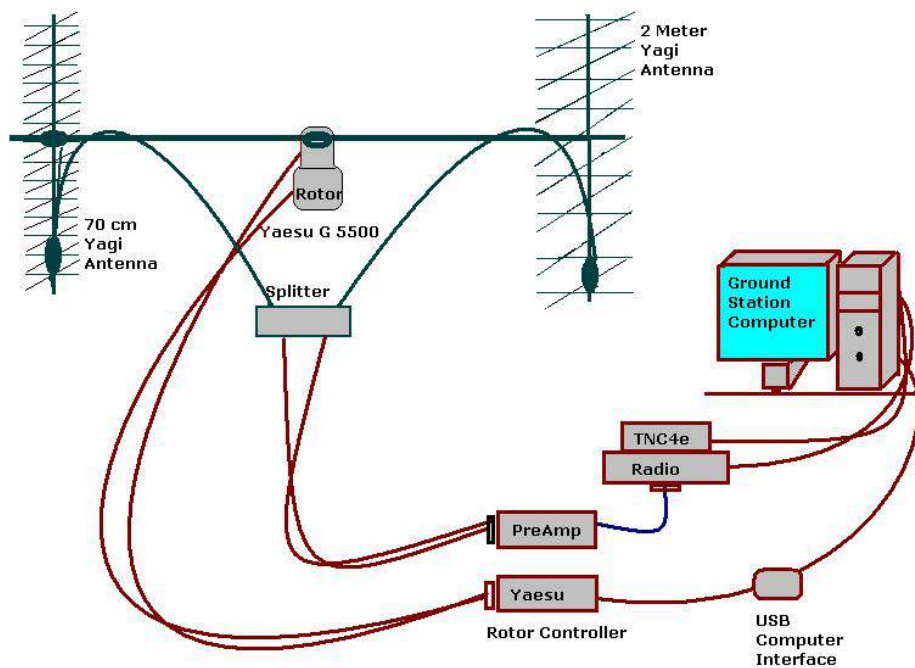 2 Meter
Yagi
Antenna
Rotor
70 cm
Yagi
Antenna
Yaesu G 5500
Splitter
Ground
Station
Computer
TNC4e
Radio
PreAmp
Yaesu
Rotor Controller
USB
Computer
Interface